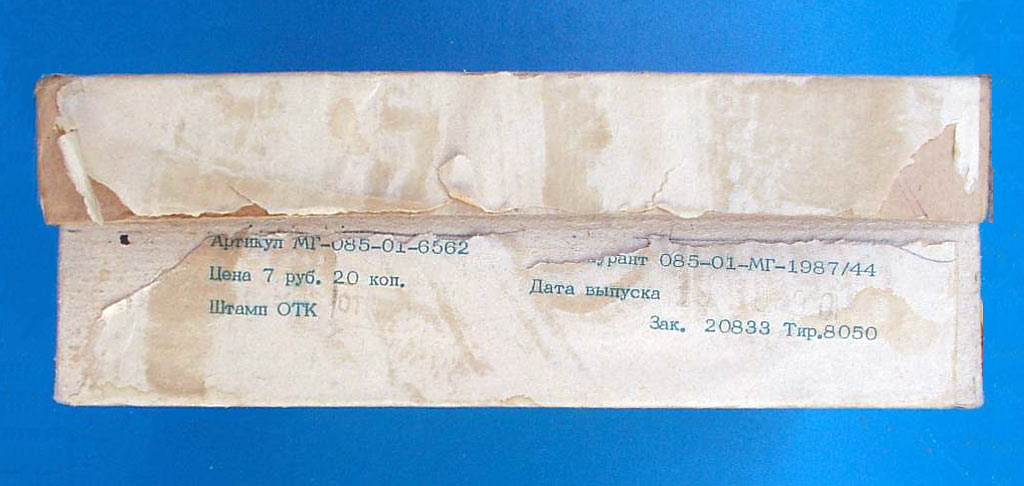 Артикул МГ-085-01-6562
Цена 7 руб. 20 коп.
Штамп ОТК
085-01-МГ-1987/44
Дата выпуска
Зак. 20833 Тир.8050